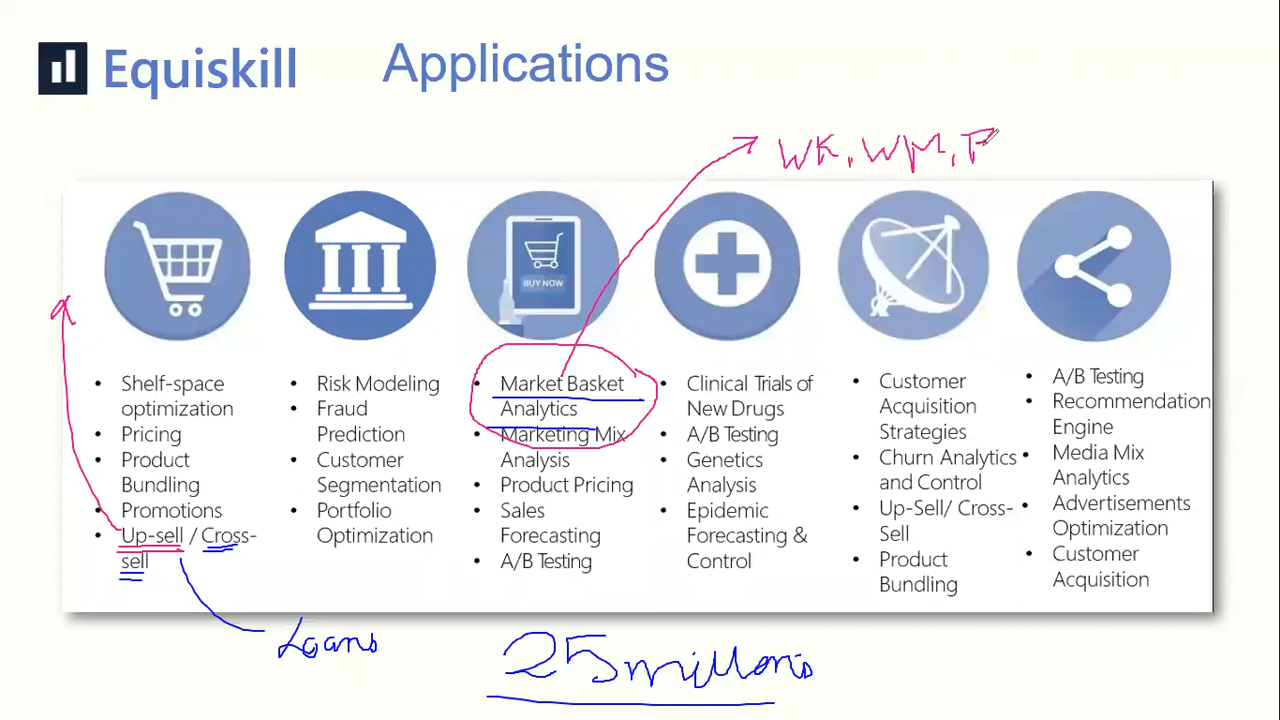 Equiskill Applications
WK, WM, F
BUY NOW
• Shelf-space
optimization
• Pricing
• Product
Bundling
• Promotions
• Up-sell / Cross-
sell
• Risk Modeling
• Fraud
Prediction
• Customer
Segmentation
• Portfolio
Optimization
• Market Basket
Analytics
• Marketing Mix
Analysis
• Product Pricing
• Sales
Forecasting
• A/B Testing
• Clinical Trials of
New Drugs
• A/B Testing
• Genetics
Analysis
• Epidemic
Forecasting &
Control
• Customer
Acquisition
Strategies
• Churn Analytics
and Control
• Up-Sell/ Cross-
Sell
• Product
Bundling
• A/B Testing
• Recommendation
Engine
• Media Mix
Analytics
• Advertisements
Optimization
• Customer
Acquisition
Loans
25 millions